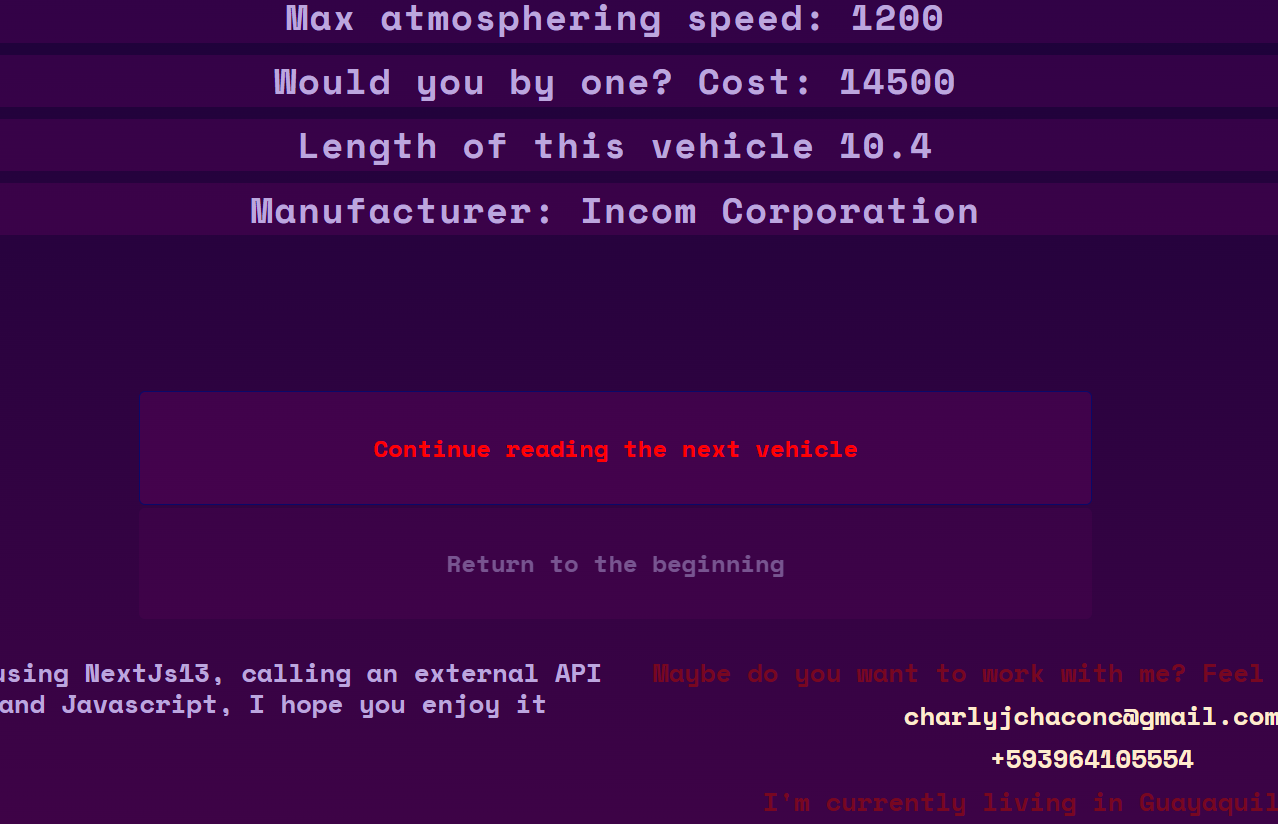 Max atmosphering speed: 1200
Would you by one? Cost: 14500
Length of this vehicle 10.4
Manufacturer: Incom Corporation
Continue reading the next vehicle
Return to the beginning
using NextJs13, calling an external API
and Javascript, I hope you enjoy it
Maybe do you want to work with me? Feel
charlyjchaconc@gmail.com
+593964105554
I'm currently living in Guayaquil